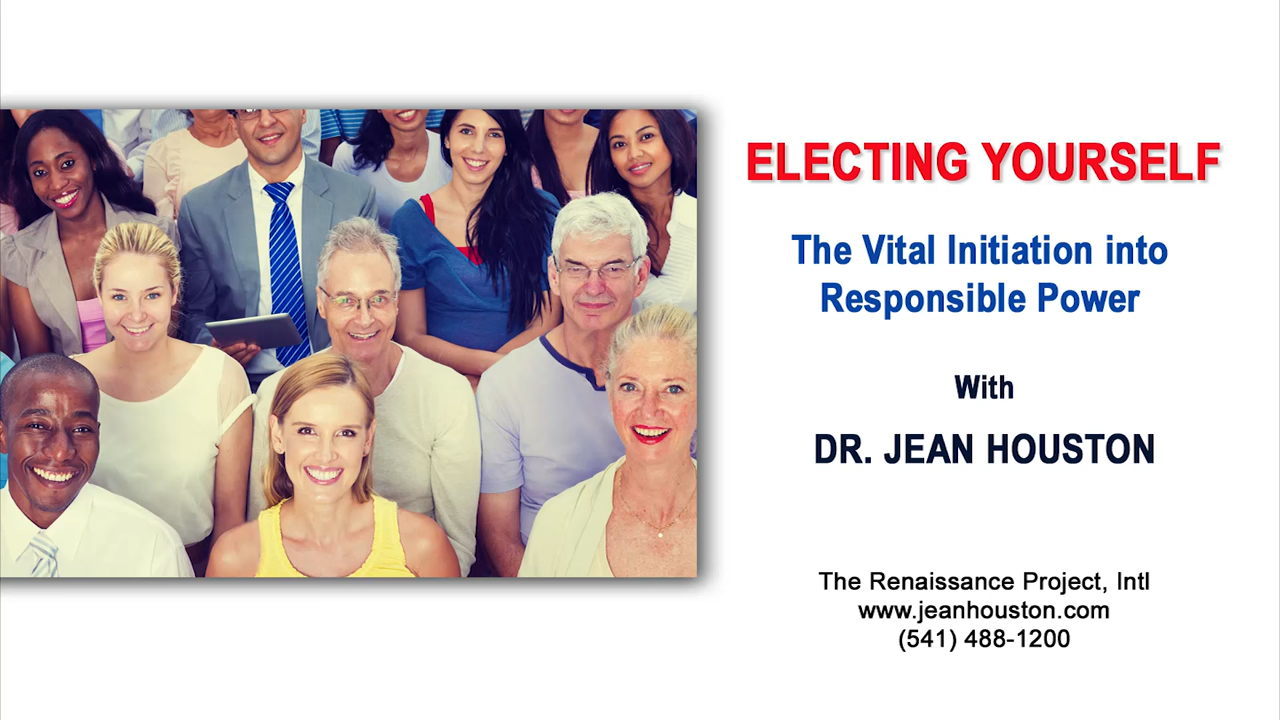 ELECTING YOURSELF
The Vital Initiation into
Responsible Power
With
DR. JEAN HOUSTON
The Renaissance Project, Intl
www.jeanhouston.com
(541) 488-1200